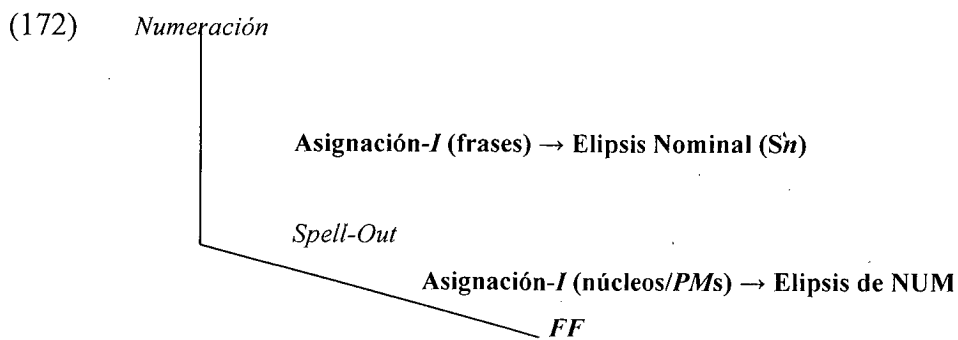 (172) Numeración
Asignación-I (frases) → Elipsis Nominal (Sn)
Spell-Out
Asignación-I (núcleos/PMs) → Elipsis de NUM
FF